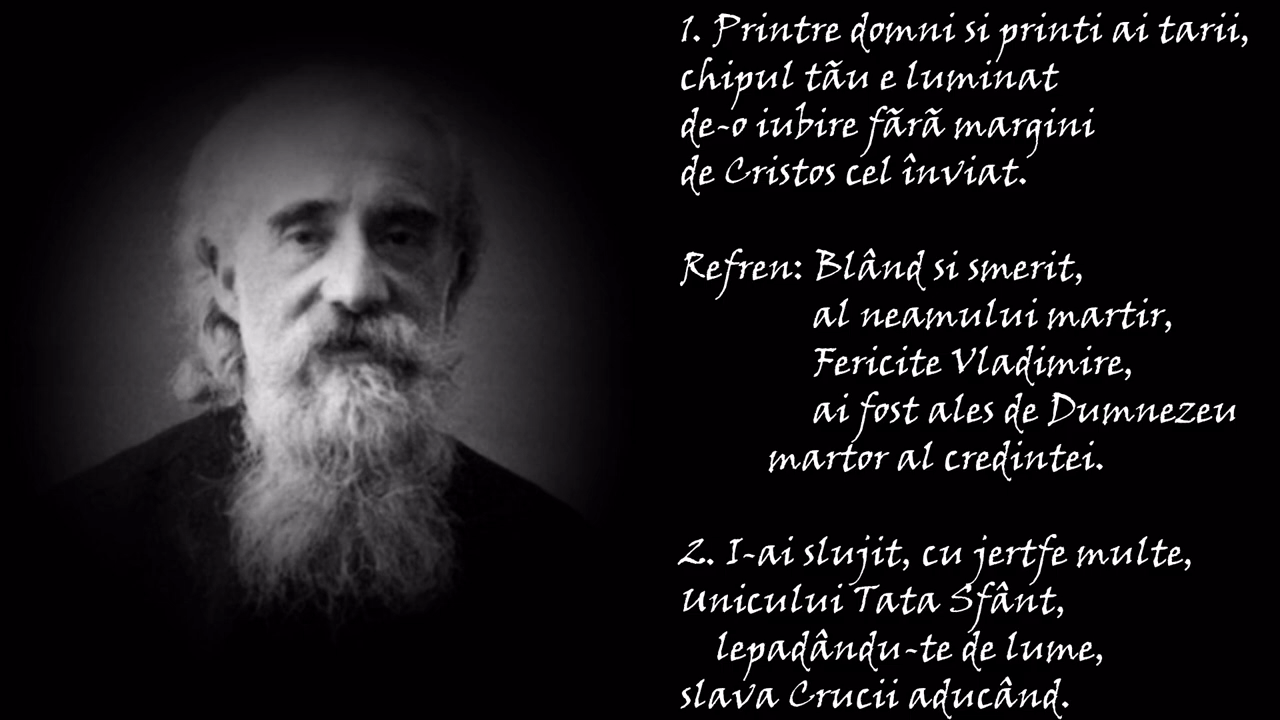 1. Printre domni si printi ai tarii,
chipul tãu e luminat
de-o iubire fãrã margini
de Cristos cel înviat.
Refren: Blând si smerit,
al neamului martir,
Fericite Vladimire,
ai fost ales de Dumnezeu
martor al credintei.
2. I-ai slujit, cu jertfe multe,
Unicului Tata Sfânt,
lepadându-te de lume,
slava Crucii aducând.